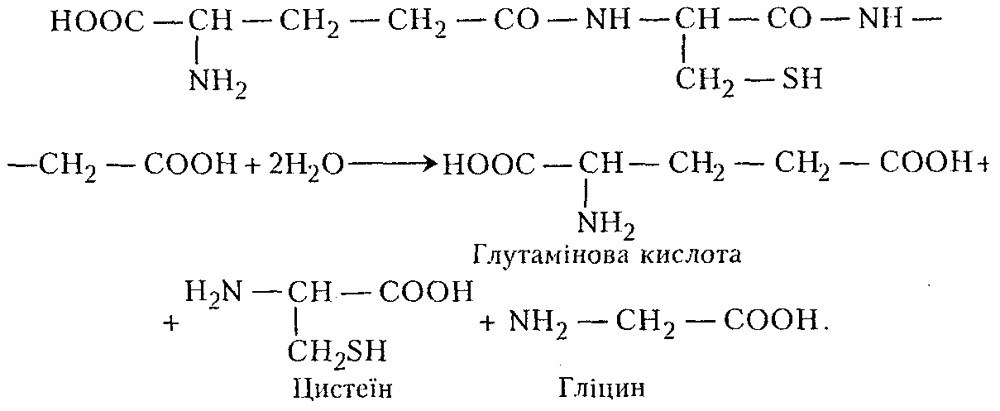 HOOC — CH — CH₂ — CH₂ — CO — NH — CH — CO — NH —
NH₂ CH₂ — SH
—CH₂ — COOH + 2H₂O ⟶ HOOC — CH — CH₂ — CH₂ — COOH +
NH₂
Глутамінова кислота
H₂N — CH — COOH
+ + NH₂ — CH₂ — COOH.
CH₂SH
Цистеїн Гліцин